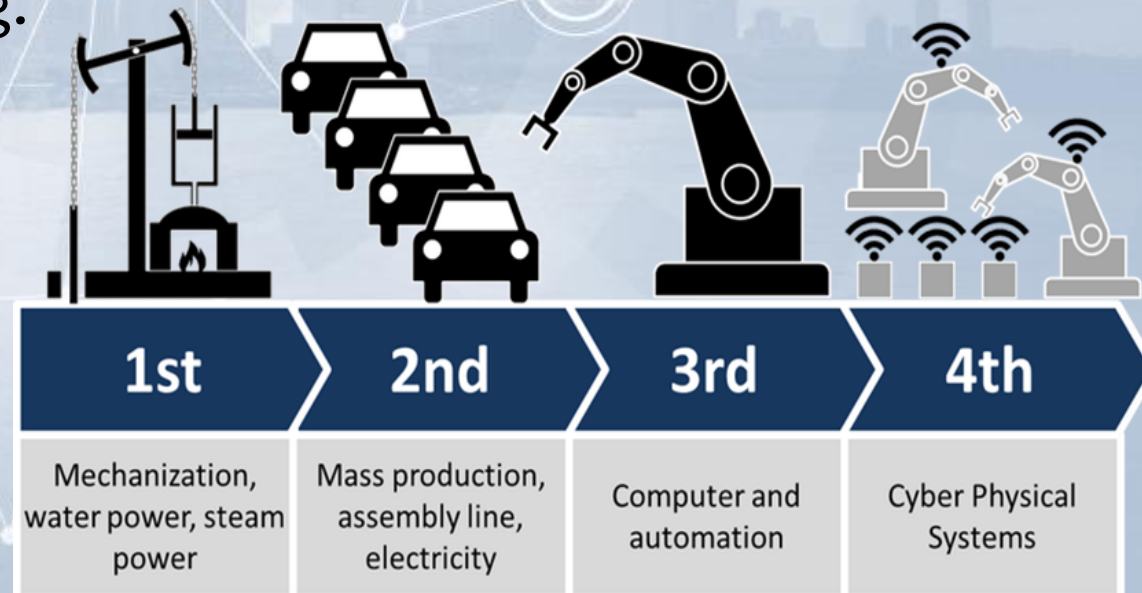 g.
1st
2nd
3rd
4th
Mechanization,
water power, steam
power
Mass production,
assembly line,
electricity
Computer and
automation
Cyber Physical
Systems